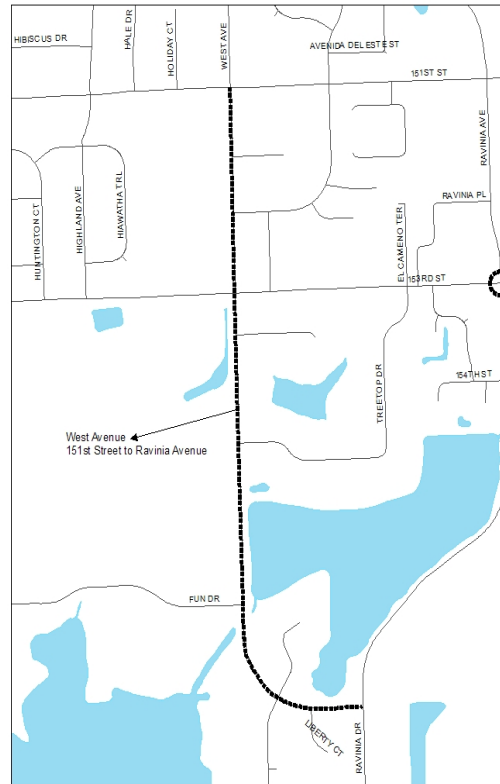 HIBISCUS DR
HALE DR
HOLIDAY CT
WEST AVE
AVENIDA DEL ESTE ST
151ST ST
RAVINIA AVE
RAVINIA PL
HUNTINGTON CT
HIGHLAND AVE
HIAWATHA TRL
EL CAMENO TER
153RD ST
154TH ST
TREETOP DR
West Avenue
151st Street to Ravinia Avenue
FUN DR
LIBERTY CT
RAVINIA DR